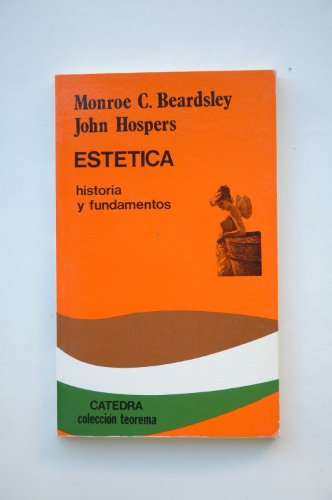 Monroe C. Beardsley
John Hospers
ESTETICA
historia
y fundamentos
CATEDRA
colección teorema